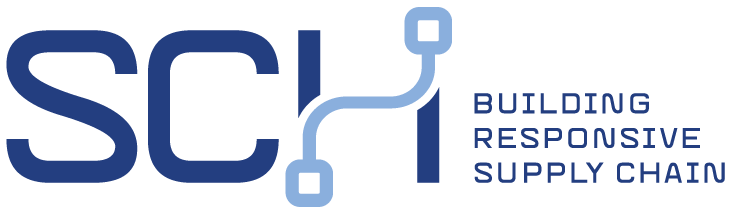 SCH
BUILDING
RESPONSIVE
SUPPLY CHAIN